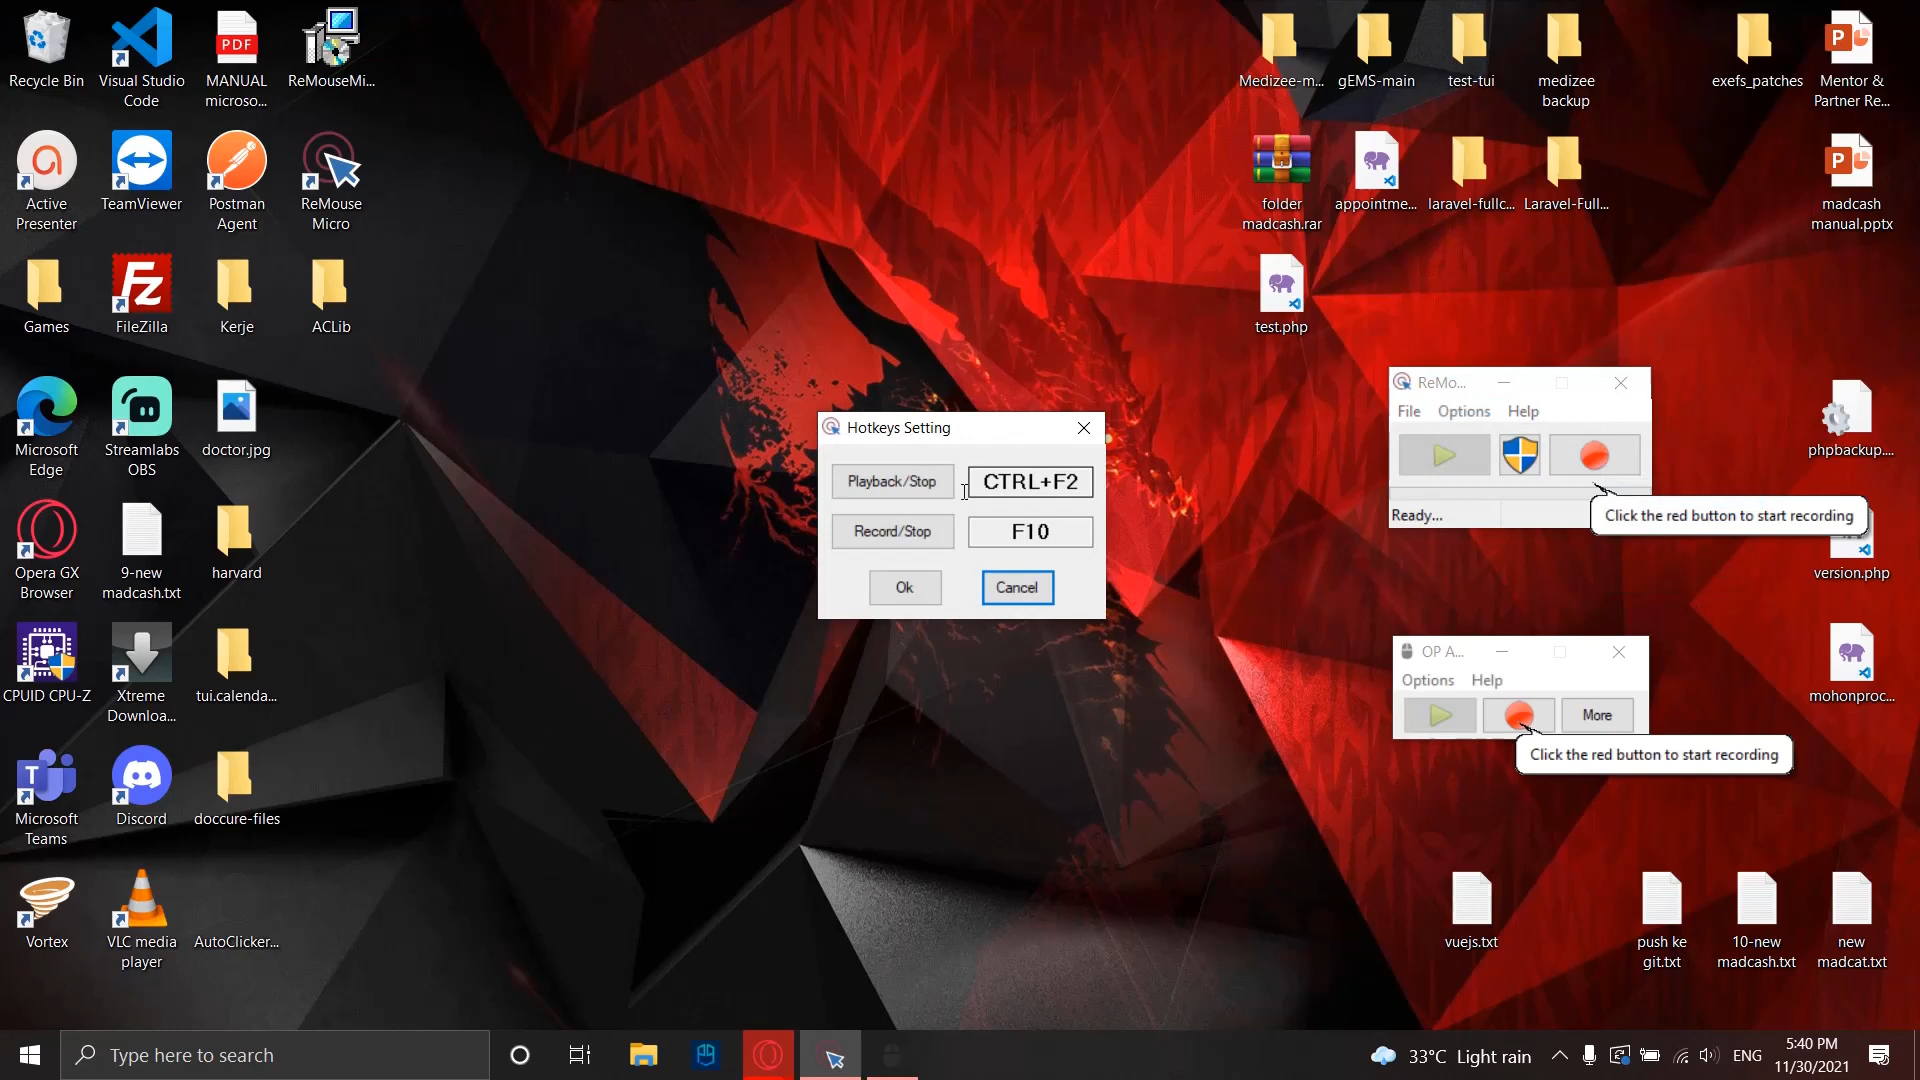 Recycle Bin
Visual Studio
Code
MANUAL
microso...
ReMouseMi...
Active
Presenter
TeamViewer
Postman
Agent
ReMouse
Micro
Games
FileZilla
Kerje
ACLib
Microsoft
Edge
Streamlabs
OBS
doctor.jpg
Opera GX
Browser
9-new
madcash.txt
harvard
CPUID CPU-Z
Xtreme
Downloa...
tui.calenda...
Microsoft
Teams
Discord
doccure-files
Vortex
VLC media
player
AutoClicker...
Medizee-m...
gEMS-main
test-tui
medizee
backup
exefs_patches
Mentor &
Partner Re...
folder
madcash.rar
appointme...
laravel-fullc...
Laravel-Full...
madcash
manual.pptx
test.php
phpbackup....
version.php
mohonproc...
vuejs.txt
push ke
git.txt
10-new
madcash.txt
new
madcat.txt
Hotkeys Setting
Playback/Stop
CTRL+F2
Record/Stop
F10
Ok
Cancel
ReMo...
File Options Help
Ready...
Click the red button to start recording
OP A...
Options Help
More
Click the red button to start recording
Type here to search
33°C Light rain
ENG
5:40 PM
11/30/2021